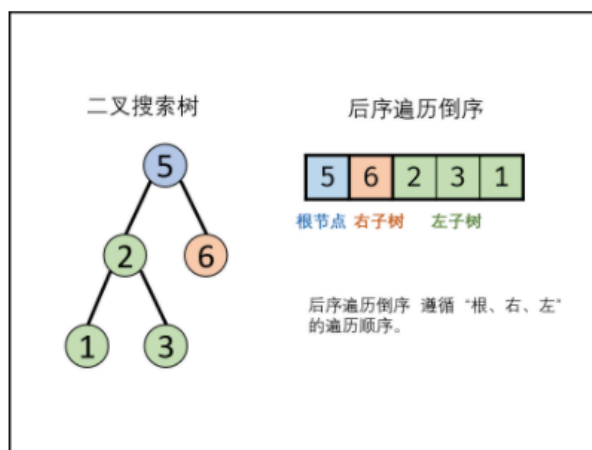 二叉搜索树
后序遍历倒序
5
2
6
1
3
5 6 2 3 1
根节点 右子树 左子树
后序遍历倒序 遵循 “根、右、左”
的遍历顺序。